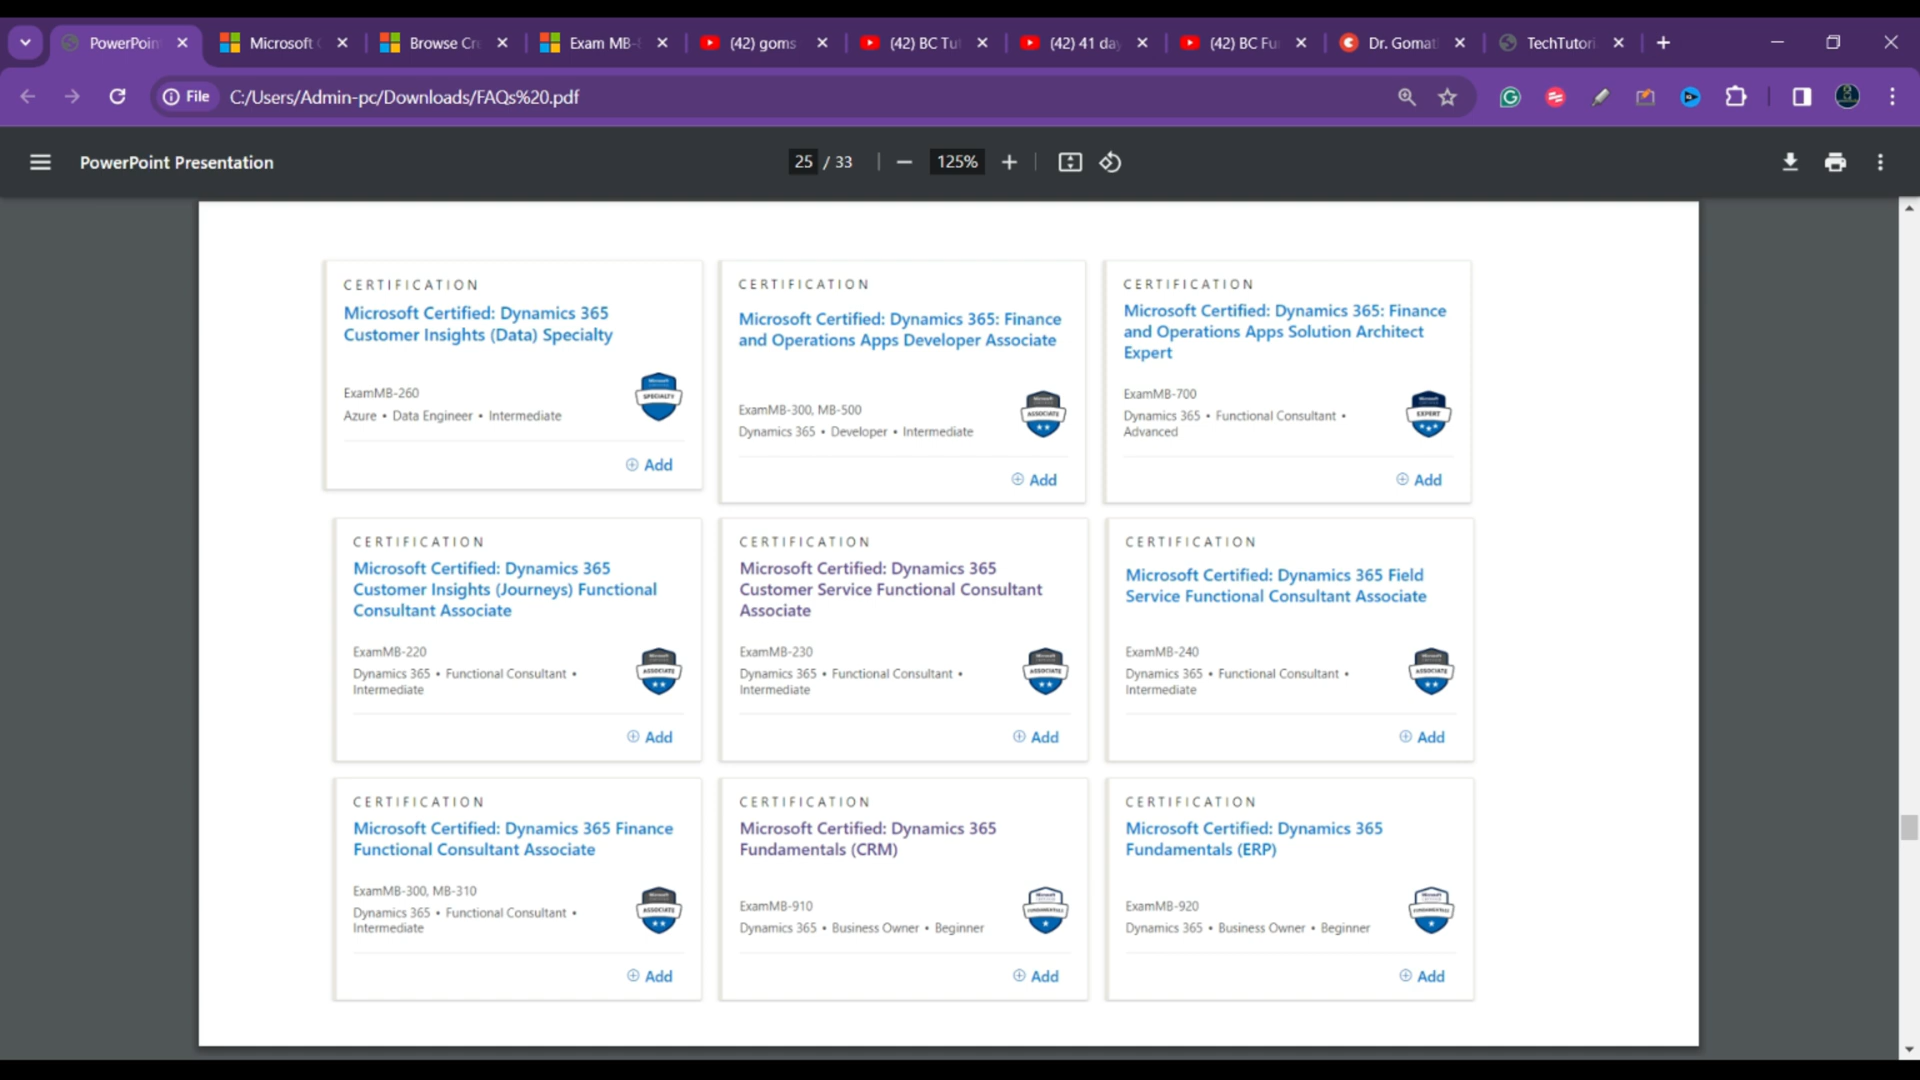 PowerPoin
Microsoft
Browse Cr
Exam MB-
(42) goms
(42) BC Tu
(42) 41 da
(42) BC Fu
Dr. Gomat
TechTutori
File
C:/Users/Admin-pc/Downloads/FAQs%20.pdf
PowerPoint Presentation
25 / 33
125%
CERTIFICATION
Microsoft Certified: Dynamics 365
Customer Insights (Data) Specialty
ExamMB-260
Azure • Data Engineer • Intermediate
SPECIALTY
Add
CERTIFICATION
Microsoft Certified: Dynamics 365: Finance
and Operations Apps Developer Associate
ExamMB-300, MB-500
Dynamics 365 • Developer • Intermediate
ASSOCIATE
Add
CERTIFICATION
Microsoft Certified: Dynamics 365: Finance
and Operations Apps Solution Architect
Expert
ExamMB-700
Dynamics 365 • Functional Consultant •
Advanced
EXPERT
Add
CERTIFICATION
Microsoft Certified: Dynamics 365
Customer Insights (Journeys) Functional
Consultant Associate
ExamMB-220
Dynamics 365 • Functional Consultant •
Intermediate
ASSOCIATE
Add
CERTIFICATION
Microsoft Certified: Dynamics 365
Customer Service Functional Consultant
Associate
ExamMB-230
Dynamics 365 • Functional Consultant •
Intermediate
ASSOCIATE
Add
CERTIFICATION
Microsoft Certified: Dynamics 365 Field
Service Functional Consultant Associate
ExamMB-240
Dynamics 365 • Functional Consultant •
Intermediate
ASSOCIATE
Add
CERTIFICATION
Microsoft Certified: Dynamics 365 Finance
Functional Consultant Associate
ExamMB-300, MB-310
Dynamics 365 • Functional Consultant •
Intermediate
ASSOCIATE
Add
CERTIFICATION
Microsoft Certified: Dynamics 365
Fundamentals (CRM)
ExamMB-910
Dynamics 365 • Business Owner • Beginner
FUNDAMENTALS
Add
CERTIFICATION
Microsoft Certified: Dynamics 365
Fundamentals (ERP)
ExamMB-920
Dynamics 365 • Business Owner • Beginner
FUNDAMENTALS
Add